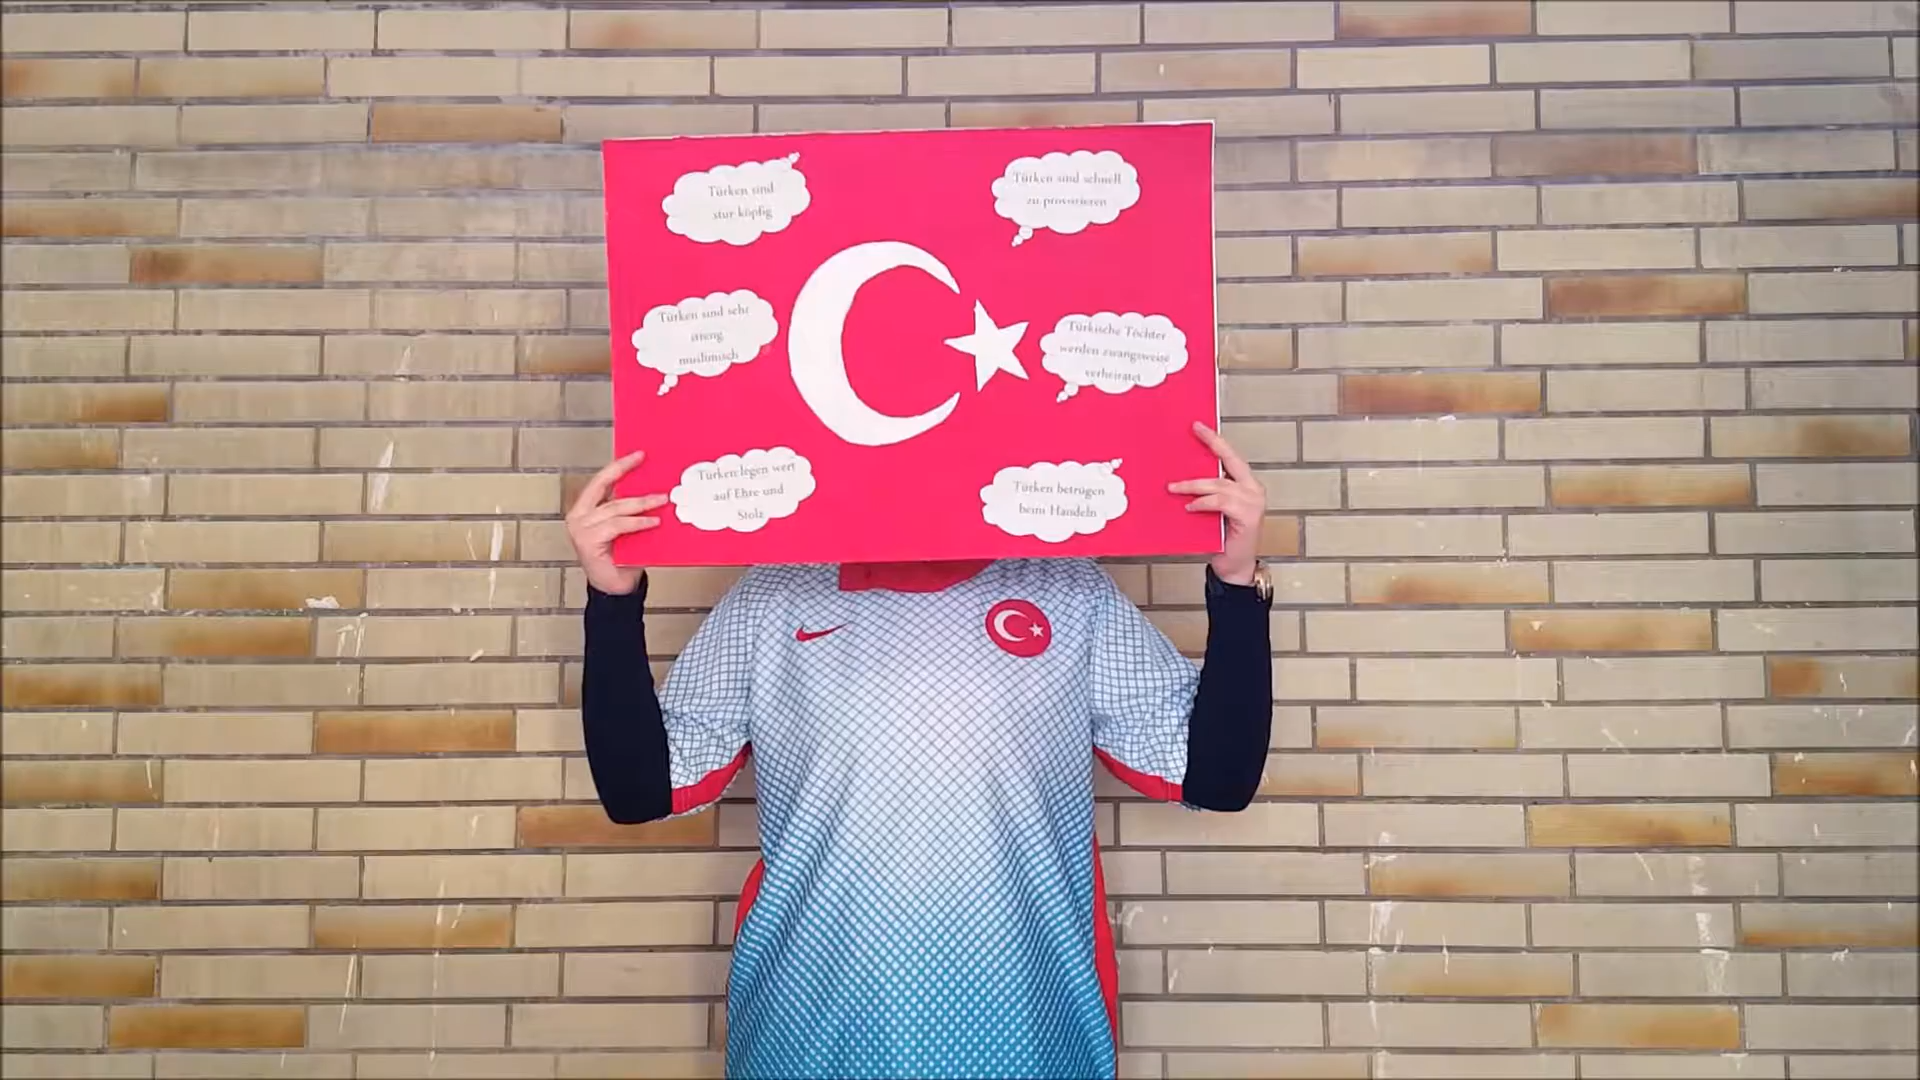 Türken sind
stur köpfig
Türken sind schnell
zu provozieren
Türken sind sehr
streng
muslimisch
Türkische Töchter
werden zwangsweise
verheiratet
Türken legen wert
auf Ehre und
Stolz
Türken betrügen
beim Handeln